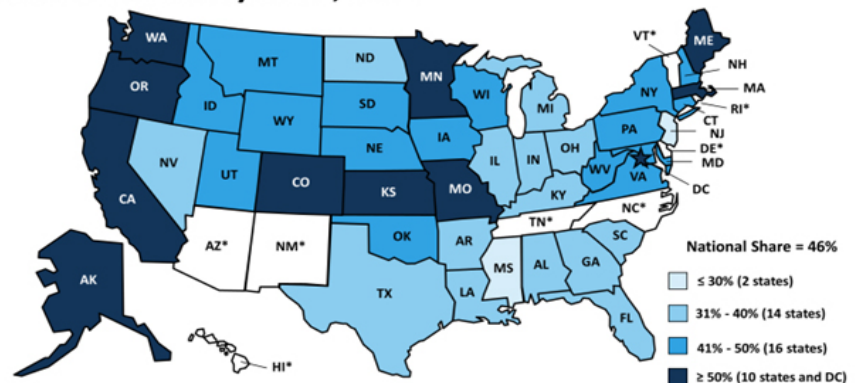 WA
OR
CA
NV
ID
MT
WY
UT
CO
AZ*
NM*
ND
SD
NE
KS
OK
TX
MN
IA
MO
AR
LA
WI
IL
MI
IN
OH
KY
TN*
MS
AL
GA
FL
SC
NC*
VA
WV
PA
NY
VT*
ME
NH
MA
RI*
CT
NJ
DE*
MD
DC
AK
HI*
National Share = 46%
≤ 30% (2 states)
31% - 40% (14 states)
41% - 50% (16 states)
≥ 50% (10 states and DC)